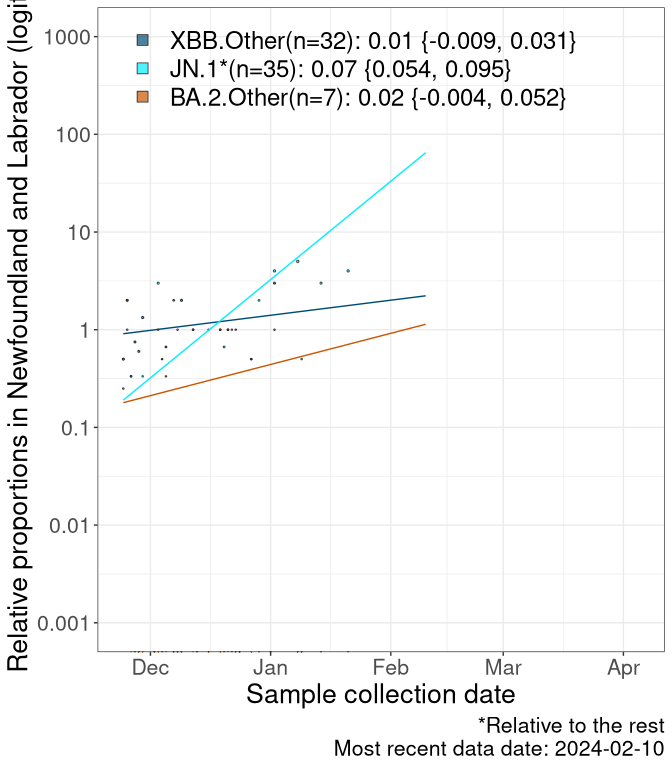 Relative proportions in Newfoundland and Labrador (logit
1000
100
10
1
0.1
0.01
0.001
XBB.Other(n=32): 0.01 {-0.009, 0.031}
JN.1*(n=35): 0.07 {0.054, 0.095}
BA.2.Other(n=7): 0.02 {-0.004, 0.052}
Dec Jan Feb Mar Apr
Sample collection date
*Relative to the rest
Most recent data date: 2024-02-10